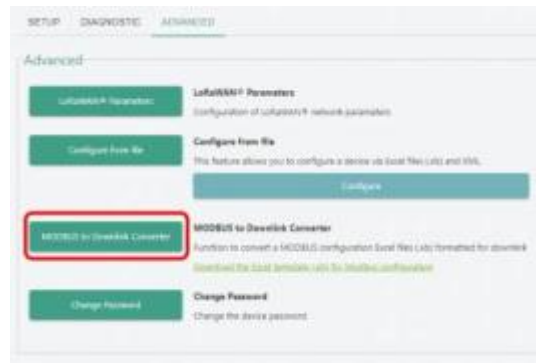 SETUP DIAGNOSTIC ADVANCED
Advanced
LoRaWAN® Parameters
LoRaWAN® Parameters
Configuration of LoRaWAN® network parameters
Configure from file
Configure from file
This feature allows you to configure a device via Excel files (.xls) and XML.
Configure
MODBUS to Downlink Converter
MODBUS to Downlink Converter
Function to convert a MODBUS configuration Excel files (.xls) formatted for downlink
Download the Excel template (.xls) for Modbus configuration
Change Password
Change Password
Change the device password